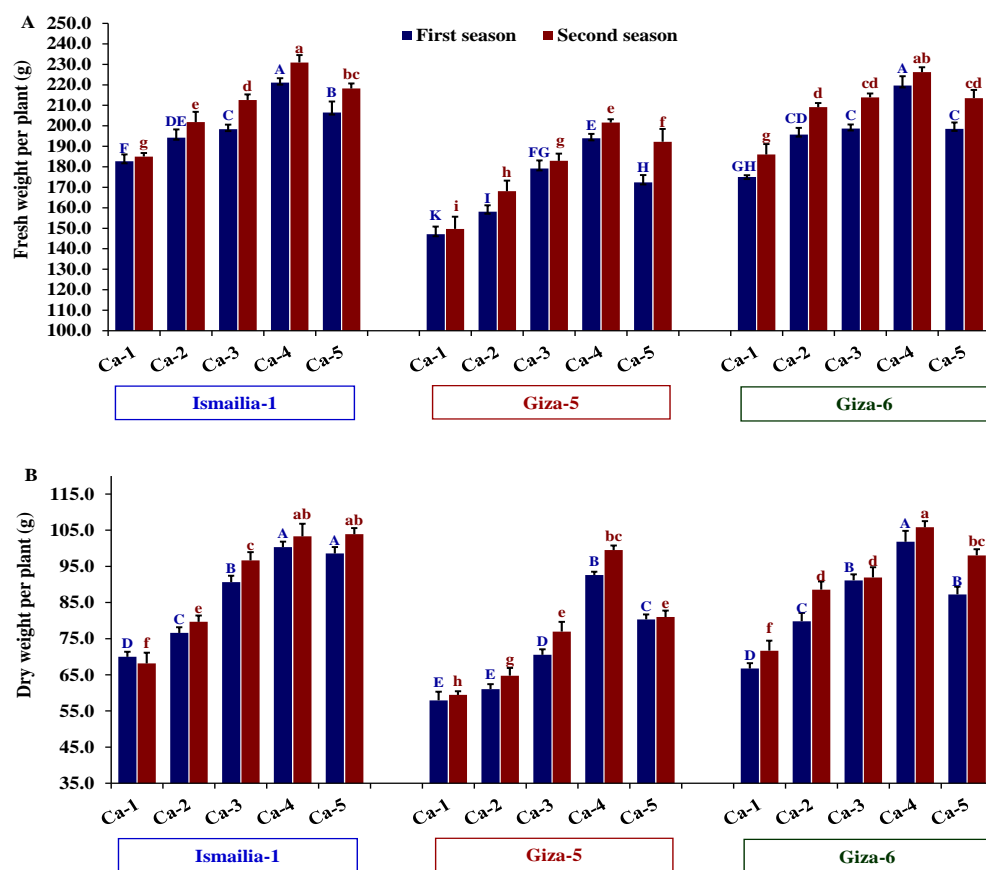 A
First season Second season
Fresh weight per plant (g)
250.0
240.0
230.0
220.0
210.0
200.0
190.0
180.0
170.0
160.0
150.0
140.0
130.0
120.0
110.0
100.0
F g DE e C d A a B bc
K i I h FG g E e H f
GH g CD d C cd A ab C cd
Ca-1 Ca-2 Ca-3 Ca-4 Ca-5 Ca-1 Ca-2 Ca-3 Ca-4 Ca-5 Ca-1 Ca-2 Ca-3 Ca-4 Ca-5
Ismailia-1 Giza-5 Giza-6
B
Dry weight per plant (g)
115.0
105.0
95.0
85.0
75.0
65.0
55.0
45.0
35.0
D f C e B c A ab A ab
E h E g D e B bc C e
D f C d B d A a B bc
Ca-1 Ca-2 Ca-3 Ca-4 Ca-5 Ca-1 Ca-2 Ca-3 Ca-4 Ca-5 Ca-1 Ca-2 Ca-3 Ca-4 Ca-5
Ismailia-1 Giza-5 Giza-6